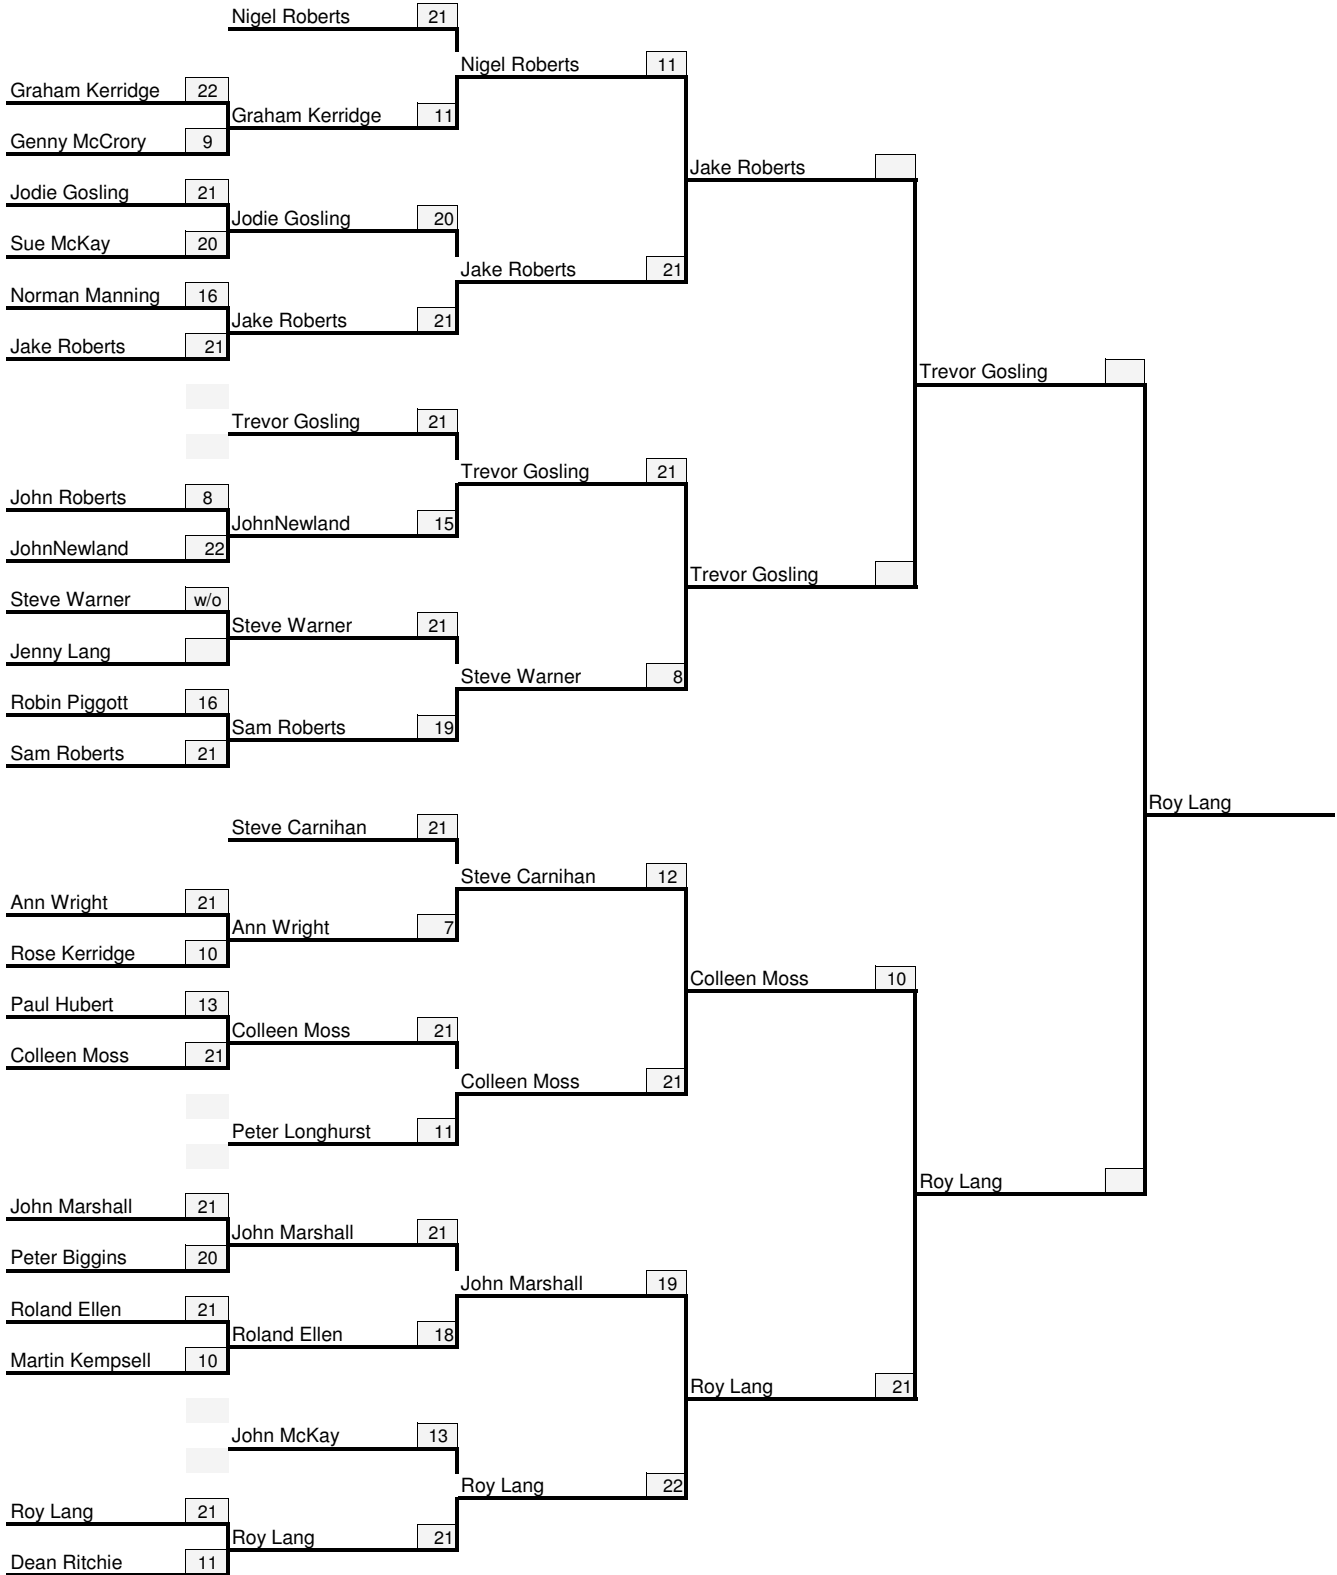 Nigel Roberts 21
Nigel Roberts 11
Graham Kerridge 22
Graham Kerridge 11
Genny McCrory 9
Jake Roberts
Jodie Gosling 21
Jodie Gosling 20
Sue McKay 20
Jake Roberts 21
Norman Manning 16
Jake Roberts 21
Jake Roberts 21
Trevor Gosling
Trevor Gosling 21
Trevor Gosling 21
John Roberts 8
JohnNewland 15
JohnNewland 22
Trevor Gosling
Steve Warner w/o
Steve Warner 21
Jenny Lang
Steve Warner 8
Robin Piggott 16
Sam Roberts 19
Sam Roberts 21
Roy Lang
Steve Carnihan 21
Steve Carnihan 12
Ann Wright 21
Ann Wright 7
Rose Kerridge 10
Colleen Moss 10
Paul Hubert 13
Colleen Moss 21
Colleen Moss 21
Colleen Moss 21
Peter Longhurst 11
Roy Lang
John Marshall 21
John Marshall 21
Peter Biggins 20
John Marshall 19
Roland Ellen 21
Roland Ellen 18
Martin Kempsell 10
Roy Lang 21
John McKay 13
Roy Lang 22
Roy Lang 21
Roy Lang 21
Dean Ritchie 11